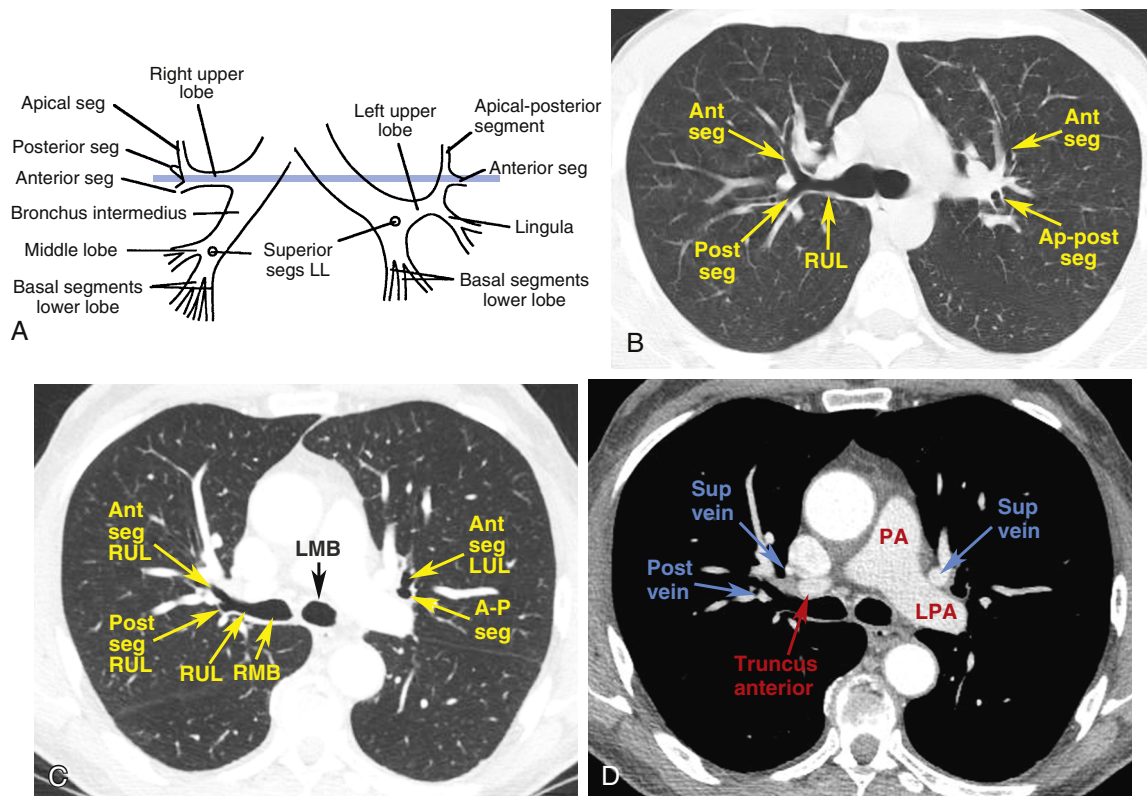 Right upper
lobe
Apical seg
Posterior seg
Anterior seg
Bronchus intermedius
Middle lobe
Basal segments
lower lobe
Left upper
lobe
Apical-posterior
segment
Anterior seg
Lingula
Superior
segs LL
Basal segments
lower lobe
A
Ant
seg
Post
seg
RUL
Ant
seg
Ap-post
seg
B
Ant
seg
RUL
Post
seg
RUL
RUL
RMB
LMB
Ant
seg
LUL
A-P
seg
C
Sup
vein
Post
vein
Truncus
anterior
PA
LPA
Sup
vein
D